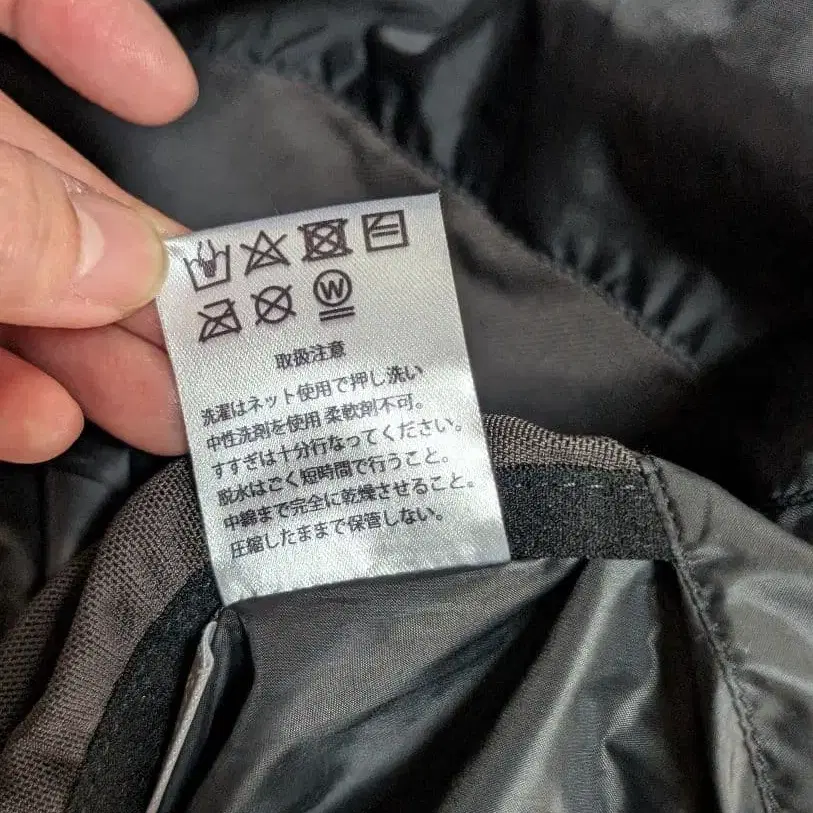 W
取扱注意
洗濯はネット使用で押し洗い
中性洗剤を使用 柔軟剤不可。
すすぎは十分行なってください。
脱水はごく短時間で行うこと。
中綿まで完全に乾燥させること。
圧縮したままで保管しない。